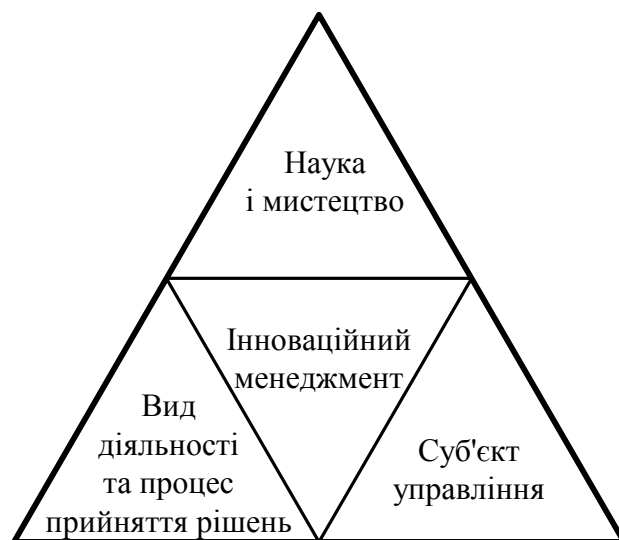 Наука
і мистецтво
Інноваційний
менеджмент
Вид
діяльності
та процес
прийняття рішень
Суб'єкт
управління